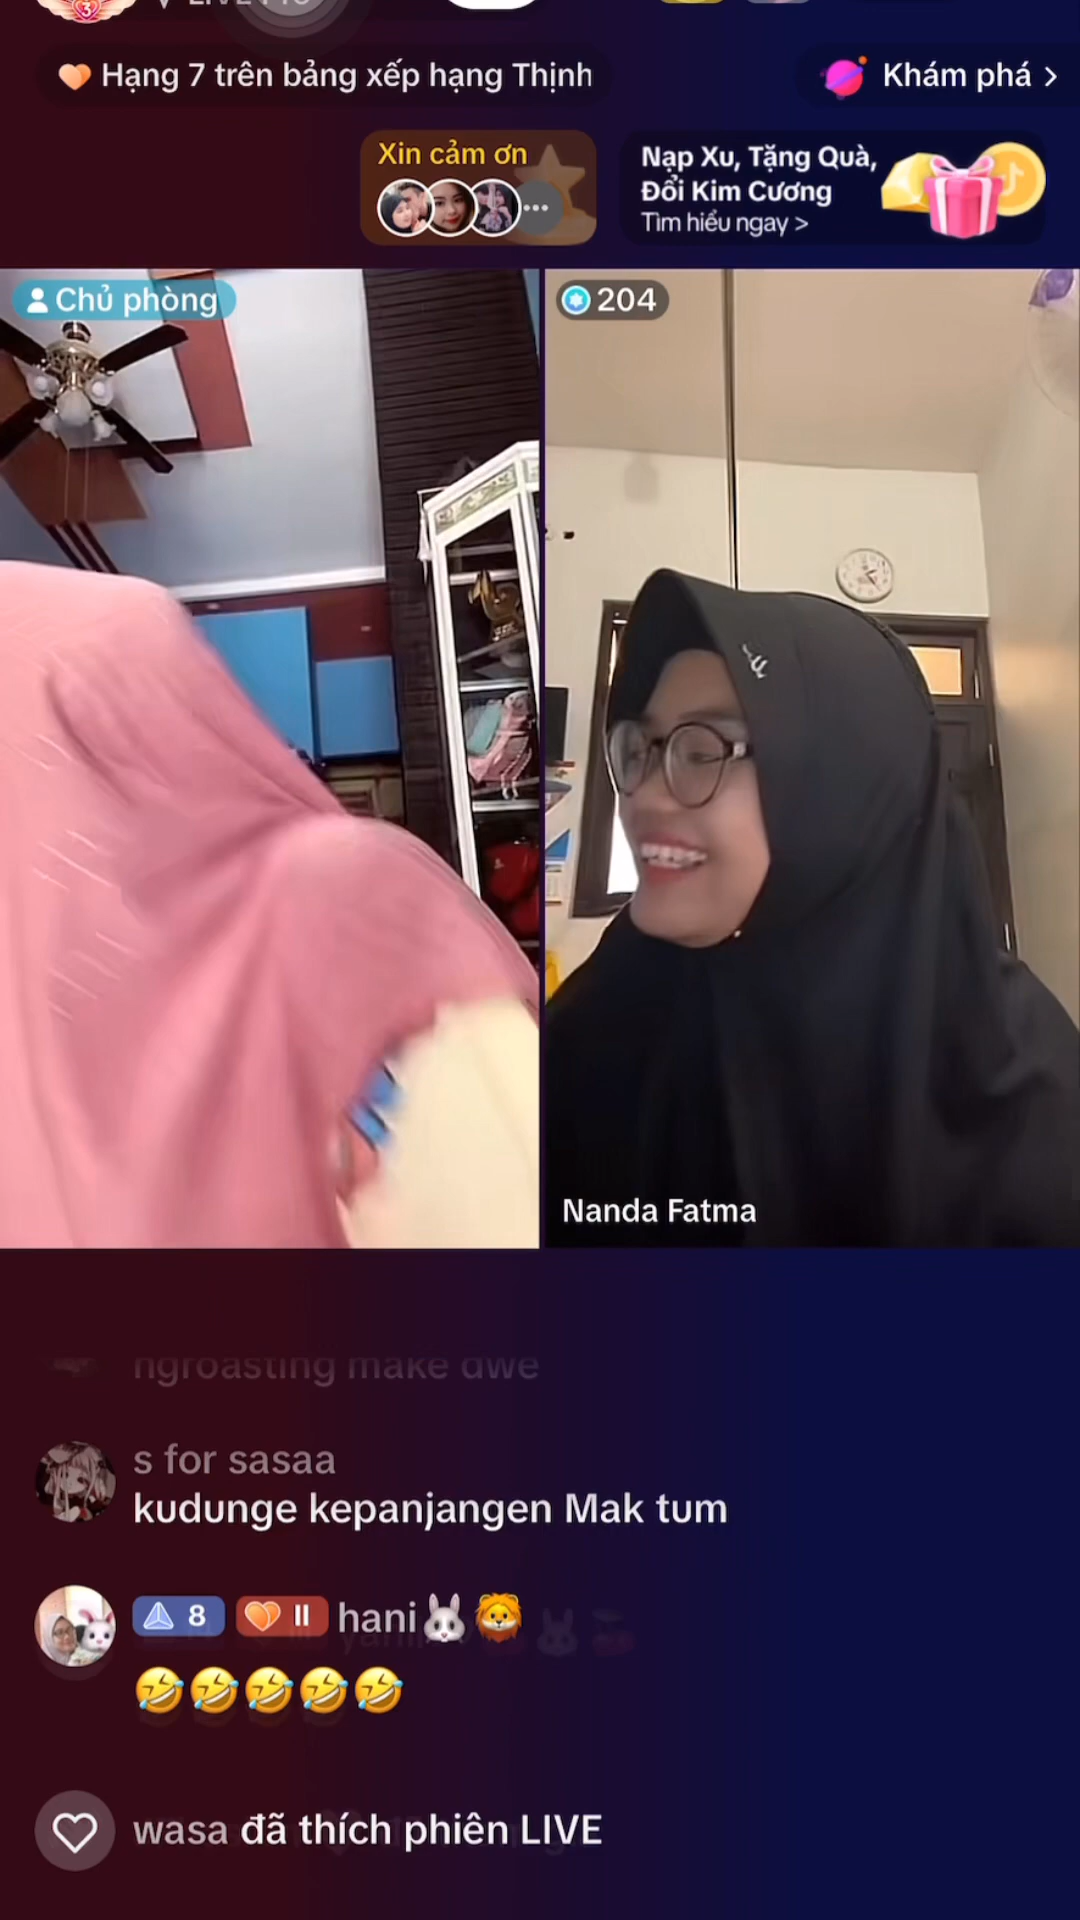 Hạng 7 trên bảng xếp hạng Thịnh
Khám phá >
Xin cảm ơn
Nạp Xu, Tặng Quà,
Đổi Kim Cương
Tìm hiểu ngay >
Chủ phòng
204
Nanda Fatma
ngroasting make dwe
s for sasaa
kudunge kepanjangen Mak tum
8 II hani🐰🦁
🤣🤣🤣🤣🤣
wasa đã thích phiên LIVE